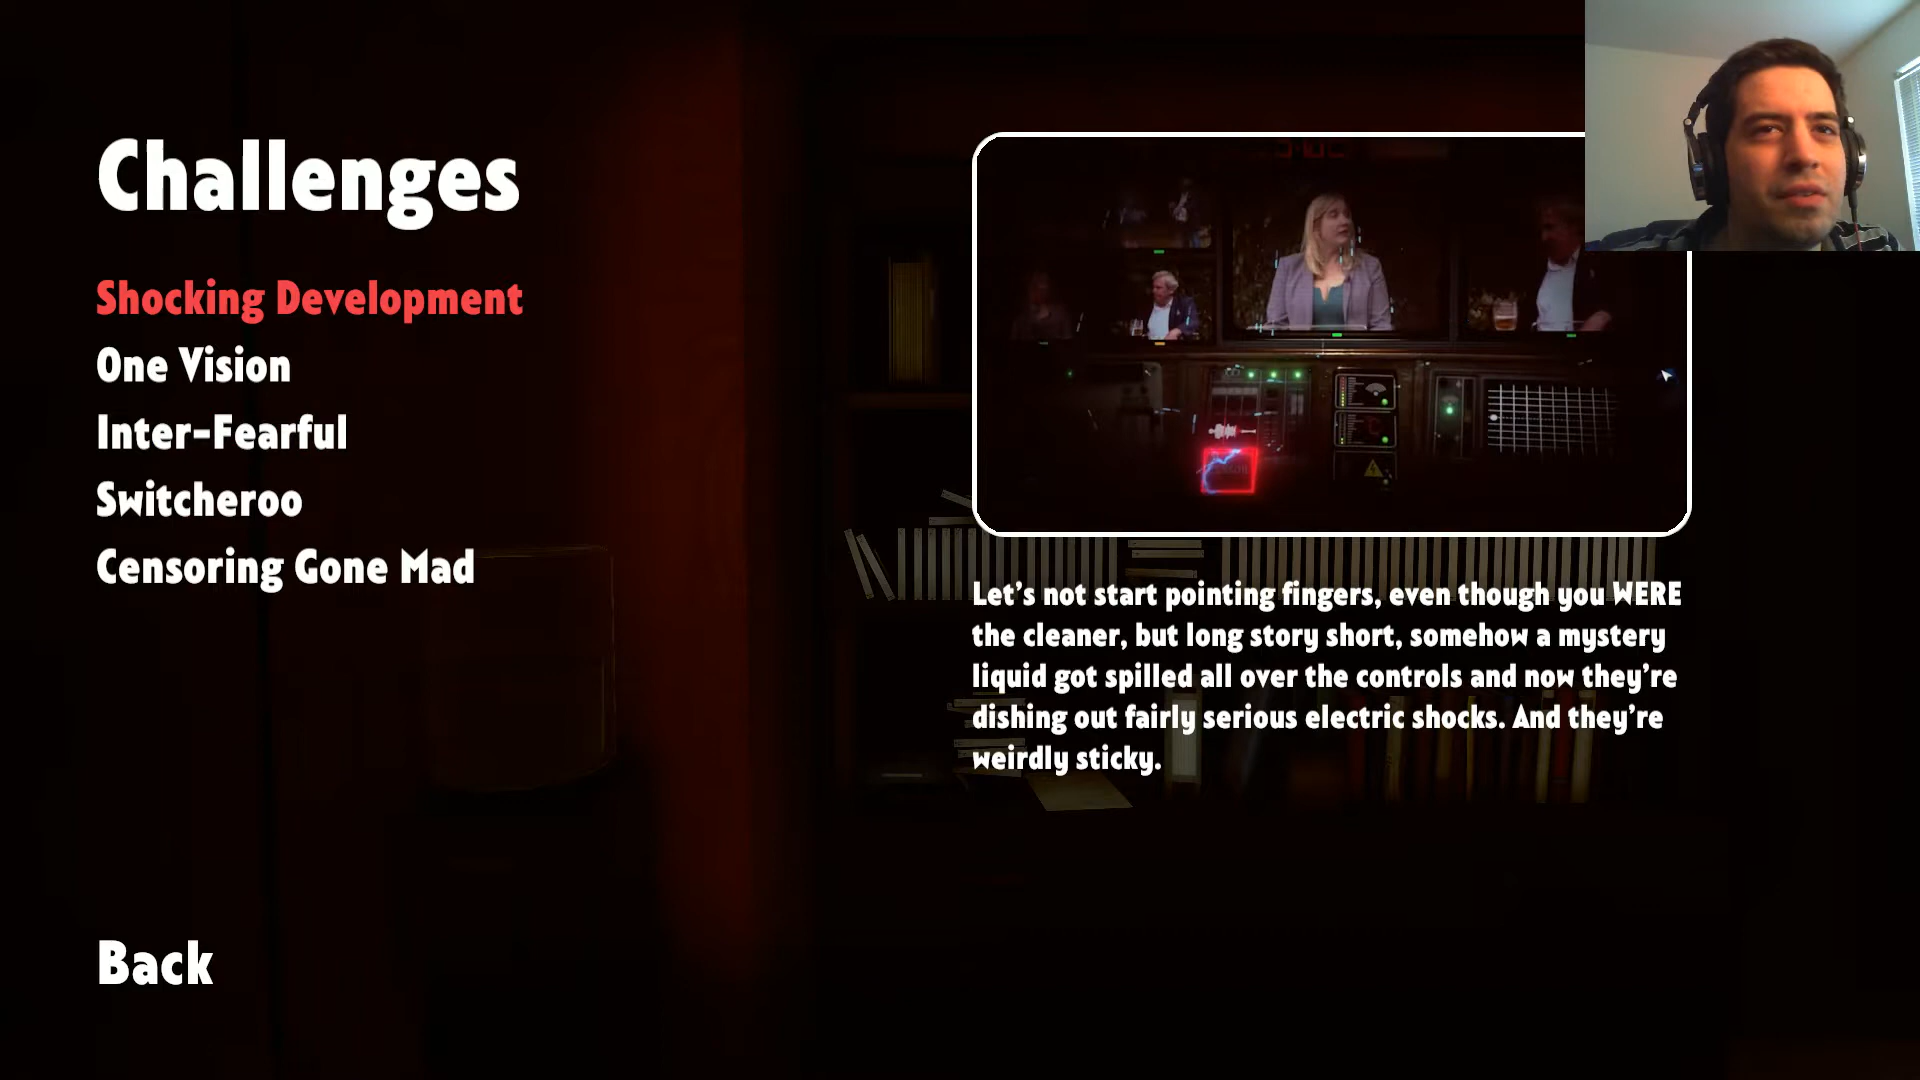 Challenges
Shocking Development
One Vision
Inter-Fearful
Switcheroo
Censoring Gone Mad
Back
Let's not start pointing fingers, even though you WERE
the cleaner, but long story short, somehow a mystery
liquid got spilled all over the controls and now they're
dishing out fairly serious electric shocks. And they're
weirdly sticky.